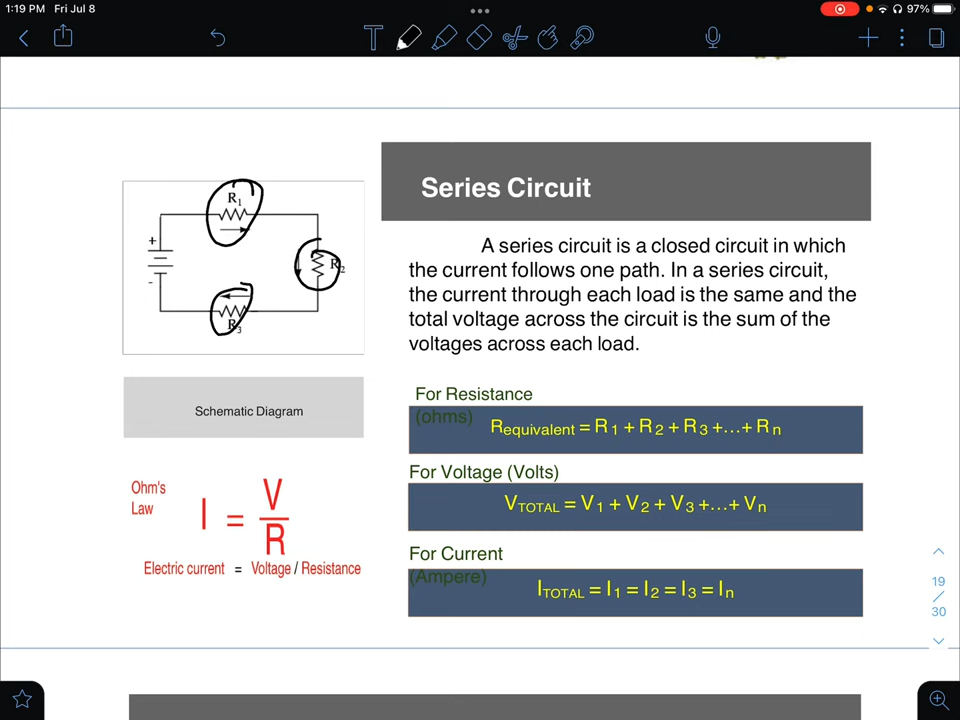 1:19 PM Fri Jul 8
97%
Series Circuit
R1
+
R2
-
R3
A series circuit is a closed circuit in which
the current follows one path. In a series circuit,
the current through each load is the same and the
total voltage across the circuit is the sum of the
voltages across each load.
Schematic Diagram
For Resistance
(ohms)
Requivalent = R1 + R2 + R3 +...+ Rn
For Voltage (Volts)
VTOTAL = V1 + V2 + V3 +...+ Vn
For Current
(Ampere)
ITOTAL = I1 = I2 = I3 = In
Ohm's
Law
I = V
R
Electric current = Voltage / Resistance
19
/
30